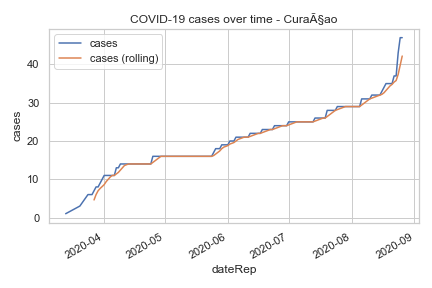 COVID-19 cases over time - CuraÃ§ao
cases
cases (rolling)
cases
40
30
20
10
0
2020-04
2020-05
2020-06
2020-07
2020-08
2020-09
dateRep